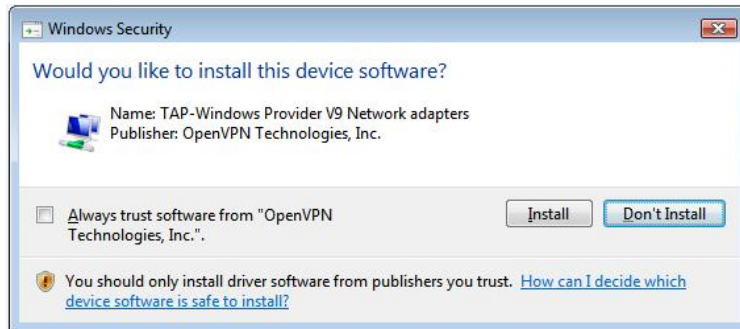 Windows Security
Would you like to install this device software?
Name: TAP-Windows Provider V9 Network adapters
Publisher: OpenVPN Technologies, Inc.
Always trust software from "OpenVPN
Technologies, Inc.".
Install
Don't Install
You should only install driver software from publishers you trust. How can I decide which
device software is safe to install?